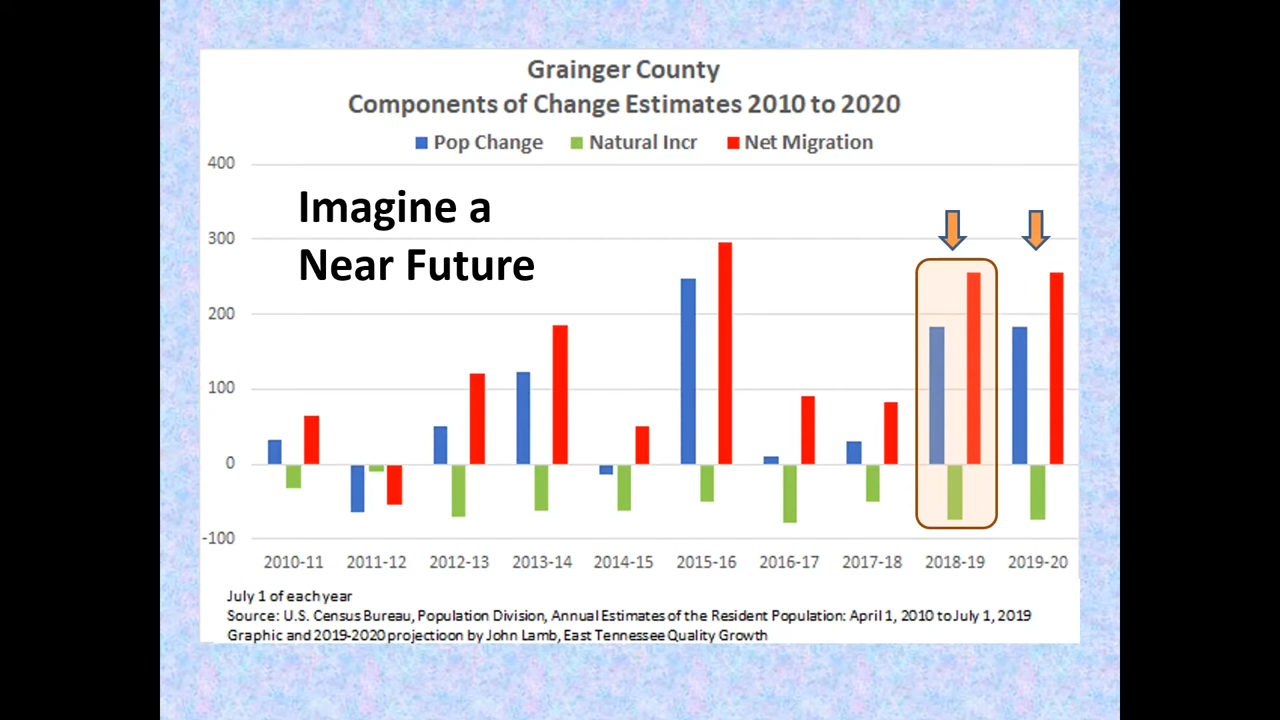 Grainger County
Components of Change Estimates 2010 to 2020
Pop Change Natural Incr Net Migration
400
Imagine a
300
Near Future
200
100
0
-100
2010-11 2011-12 2012-13 2013-14 2014-15 2015-16 2016-17 2017-18 2018-19 2019-20
July 1 of each year
Source: U.S. Census Bureau, Population Division, Annual Estimates of the Resident Population: April 1, 2010 to July 1, 2019
Graphic and 2019-2020 projectioon by John Lamb, East Tennessee Quality Growth